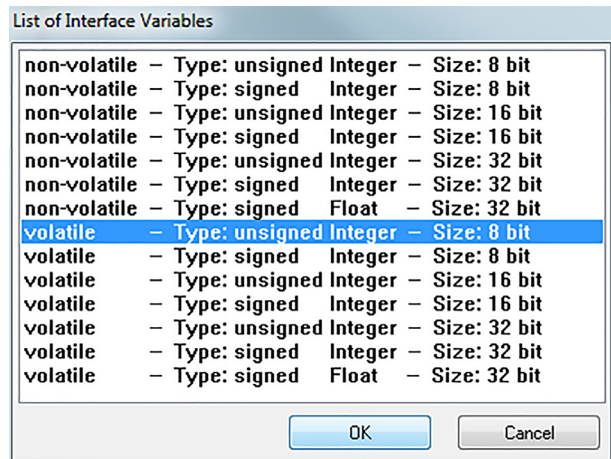 List of Interface Variables
non-volatile – Type: unsigned Integer – Size: 8 bit
non-volatile – Type: signed Integer – Size: 8 bit
non-volatile – Type: unsigned Integer – Size: 16 bit
non-volatile – Type: signed Integer – Size: 16 bit
non-volatile – Type: unsigned Integer – Size: 32 bit
non-volatile – Type: signed Integer – Size: 32 bit
non-volatile – Type: signed Float – Size: 32 bit
volatile – Type: unsigned Integer – Size: 8 bit
volatile – Type: signed Integer – Size: 8 bit
volatile – Type: unsigned Integer – Size: 16 bit
volatile – Type: signed Integer – Size: 16 bit
volatile – Type: unsigned Integer – Size: 32 bit
volatile – Type: signed Integer – Size: 32 bit
volatile – Type: signed Float – Size: 32 bit
OK Cancel